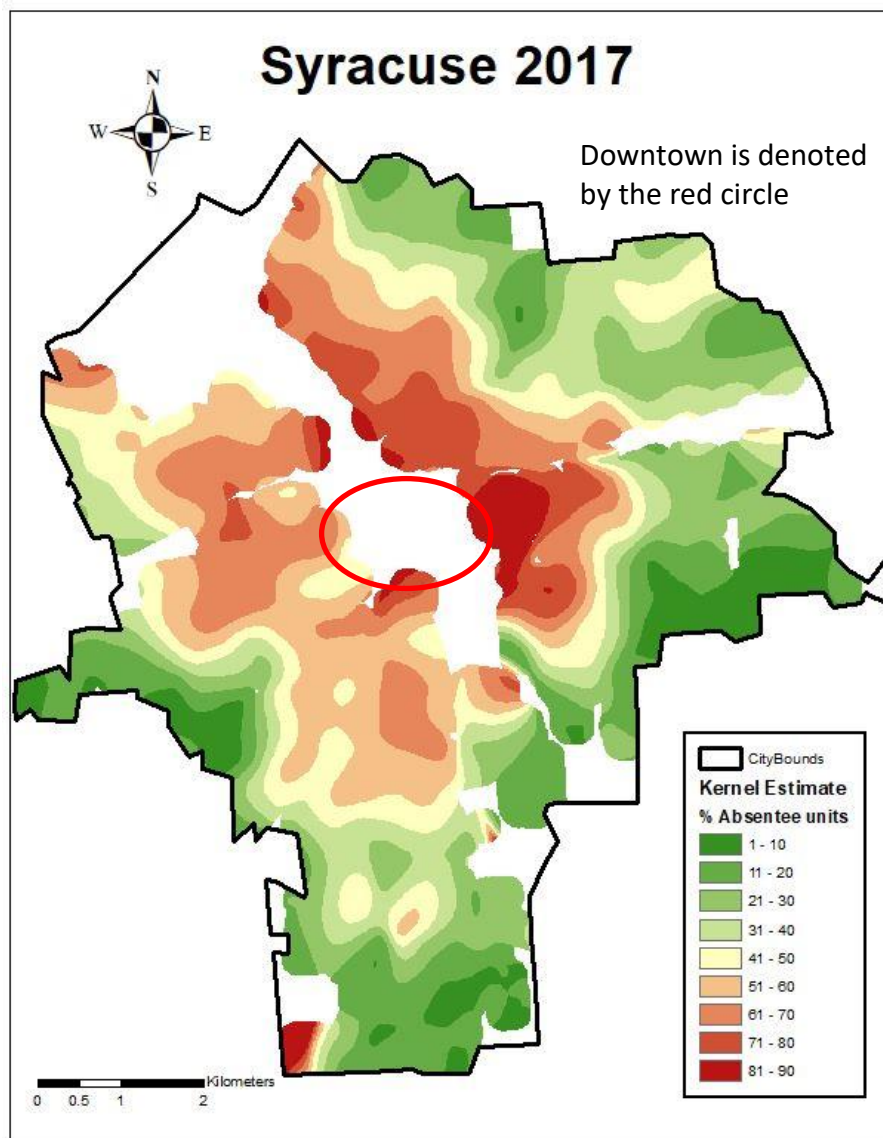 Syracuse 2017
N
W E
S
Downtown is denoted
by the red circle
CityBounds
Kernel Estimate
% Absentee units
1 - 10
11 - 20
21 - 30
31 - 40
41 - 50
51 - 60
61 - 70
71 - 80
81 - 90
Kilometers
0 0.5 1 2